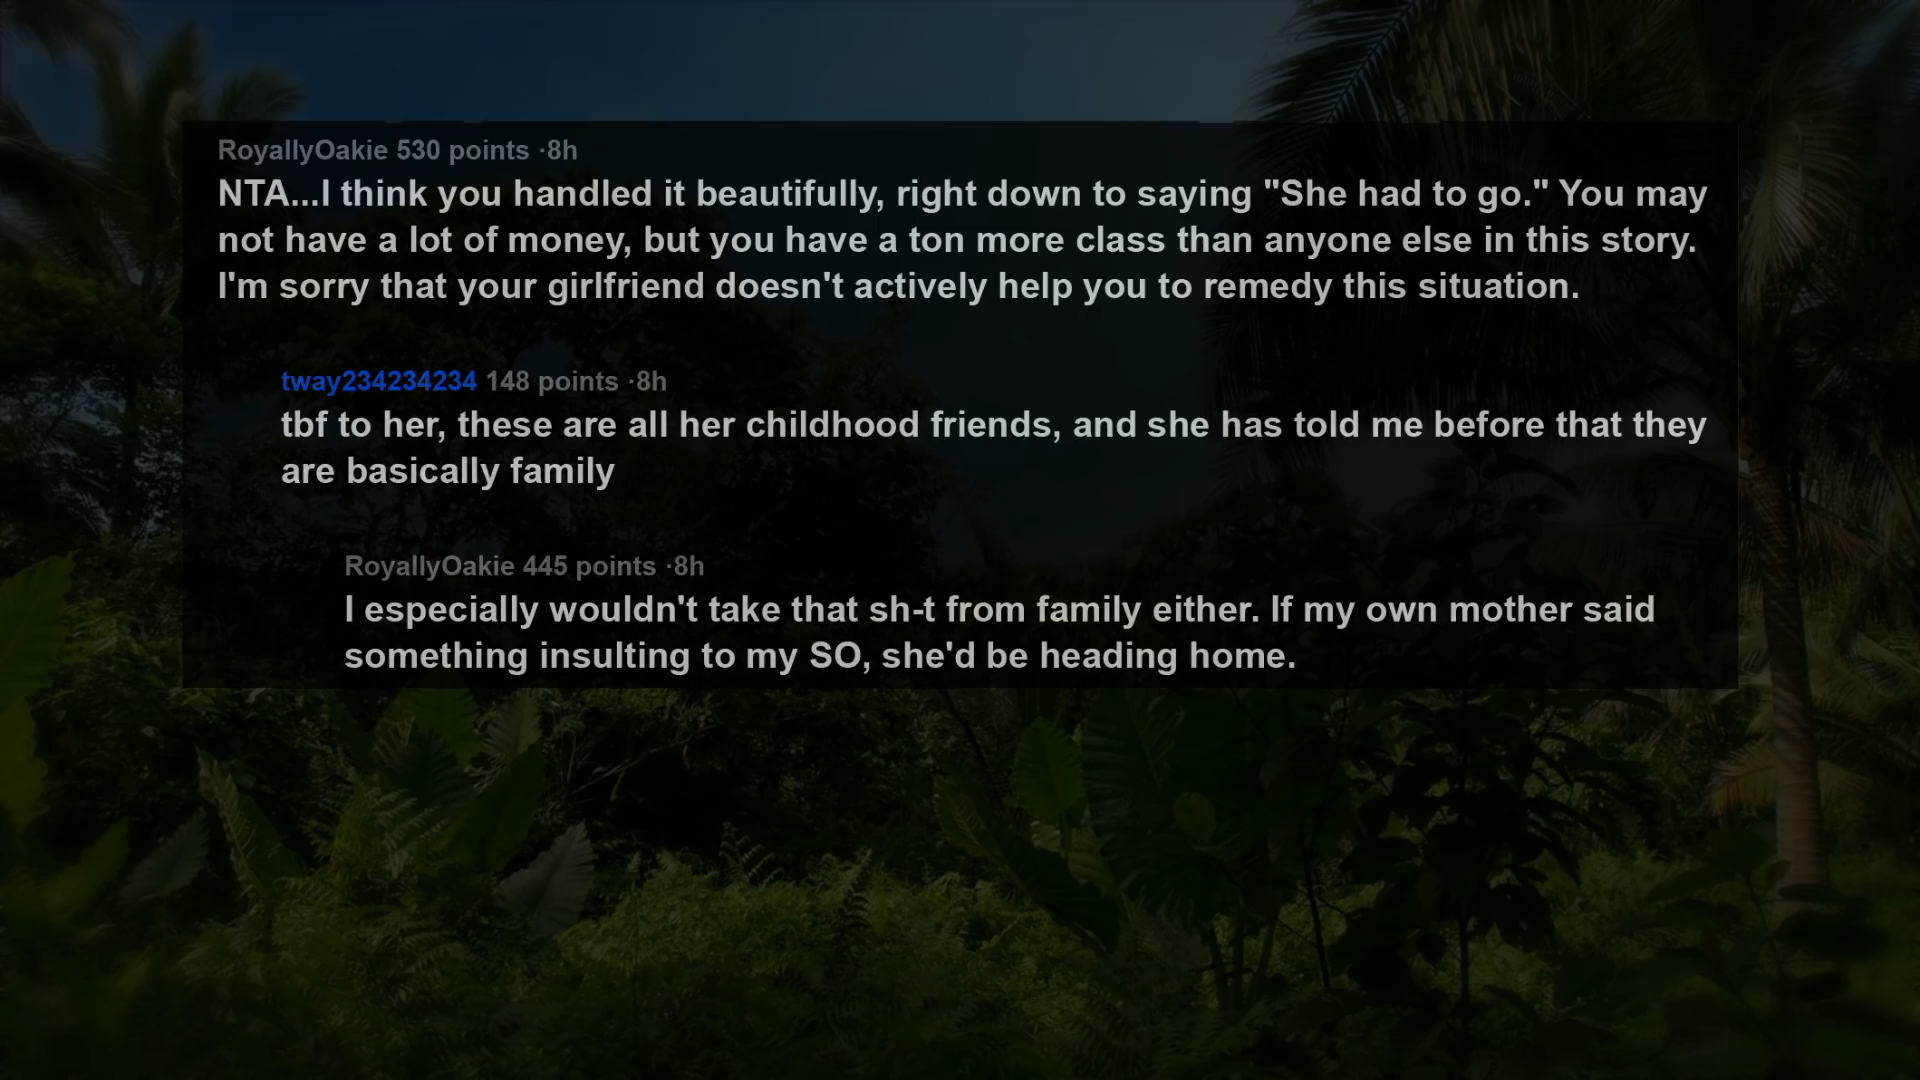 RoyallyOakie 530 points ·8h
NTA...I think you handled it beautifully, right down to saying "She had to go." You may
not have a lot of money, but you have a ton more class than anyone else in this story.
I'm sorry that your girlfriend doesn't actively help you to remedy this situation.
tway234234234 148 points ·8h
tbf to her, these are all her childhood friends, and she has told me before that they
are basically family
RoyallyOakie 445 points ·8h
I especially wouldn't take that sh-t from family either. If my own mother said
something insulting to my SO, she'd be heading home.